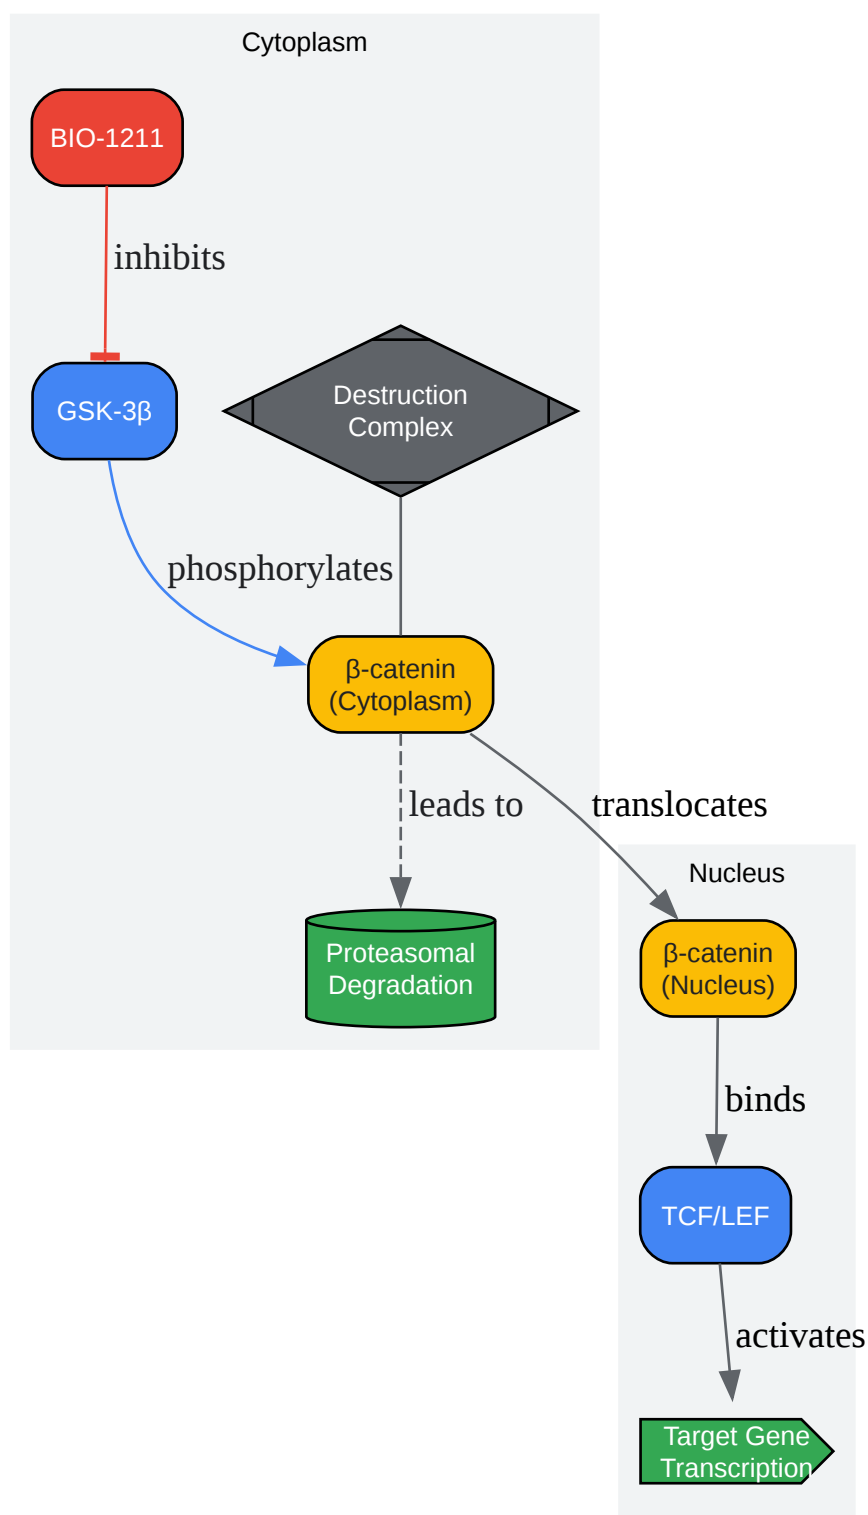 Cytoplasm
BIO-1211
inhibits
GSK-3β
Destruction
Complex
phosphorylates
β-catenin
(Cytoplasm)
leads to
translocates
Nucleus
Proteasomal
Degradation
β-catenin
(Nucleus)
binds
TCF/LEF
activates
Target Gene
Transcription